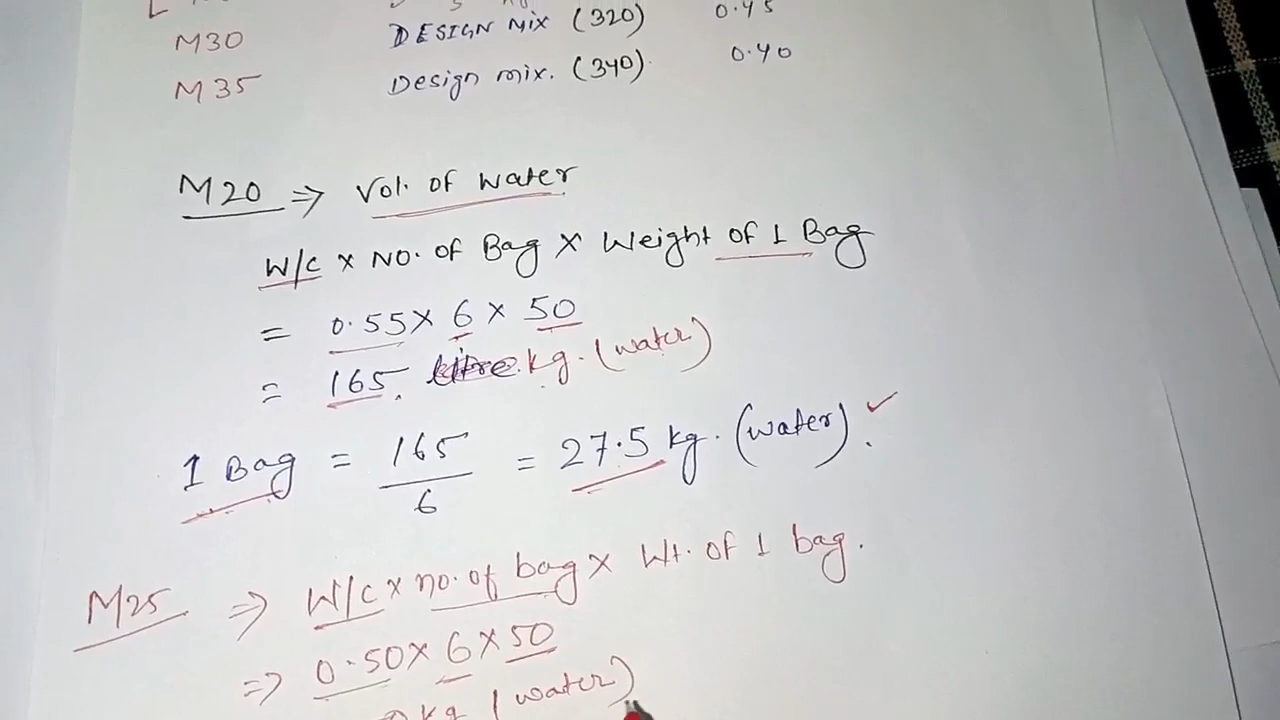 M30 DESIGN MIX (320) 0.45
M35 Design mix. (340). 0.40
M20 ⇒ Vol. of water
W/C × NO. of Bag × Weight of 1 Bag
= 0.55 × 6 × 50
= 165. kg. (water)
1 Bag = 165/6 = 27.5 kg. (water). ✓
M25 ⇒ W/C × no. of bag × Wt. of 1 bag.
⇒ 0.50 × 6 × 50
kg (water)